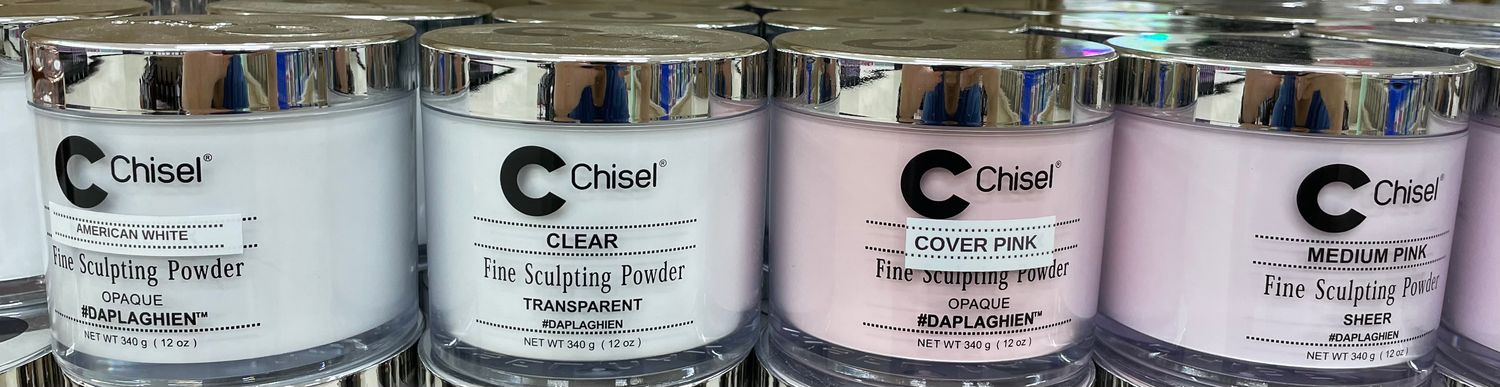 Chisel®
AMERICAN WHITE
Fine Sculpting Powder
OPAQUE
#DAPLAGHIEN™
NET WT 340 g ( 12 oz )
Chisel®
CLEAR
Fine Sculpting Powder
TRANSPARENT
#DAPLAGHIEN
NET WT 340 g ( 12 oz )
Chisel®
COVER PINK
Fine Sculpting Powder
OPAQUE
#DAPLAGHIEN™
NET WT 340 g ( 12 oz )
Chisel®
MEDIUM PINK
Fine Sculpting Powder
SHEER
#DAPLAGHIEN
NET WT 340 g ( 12 oz )